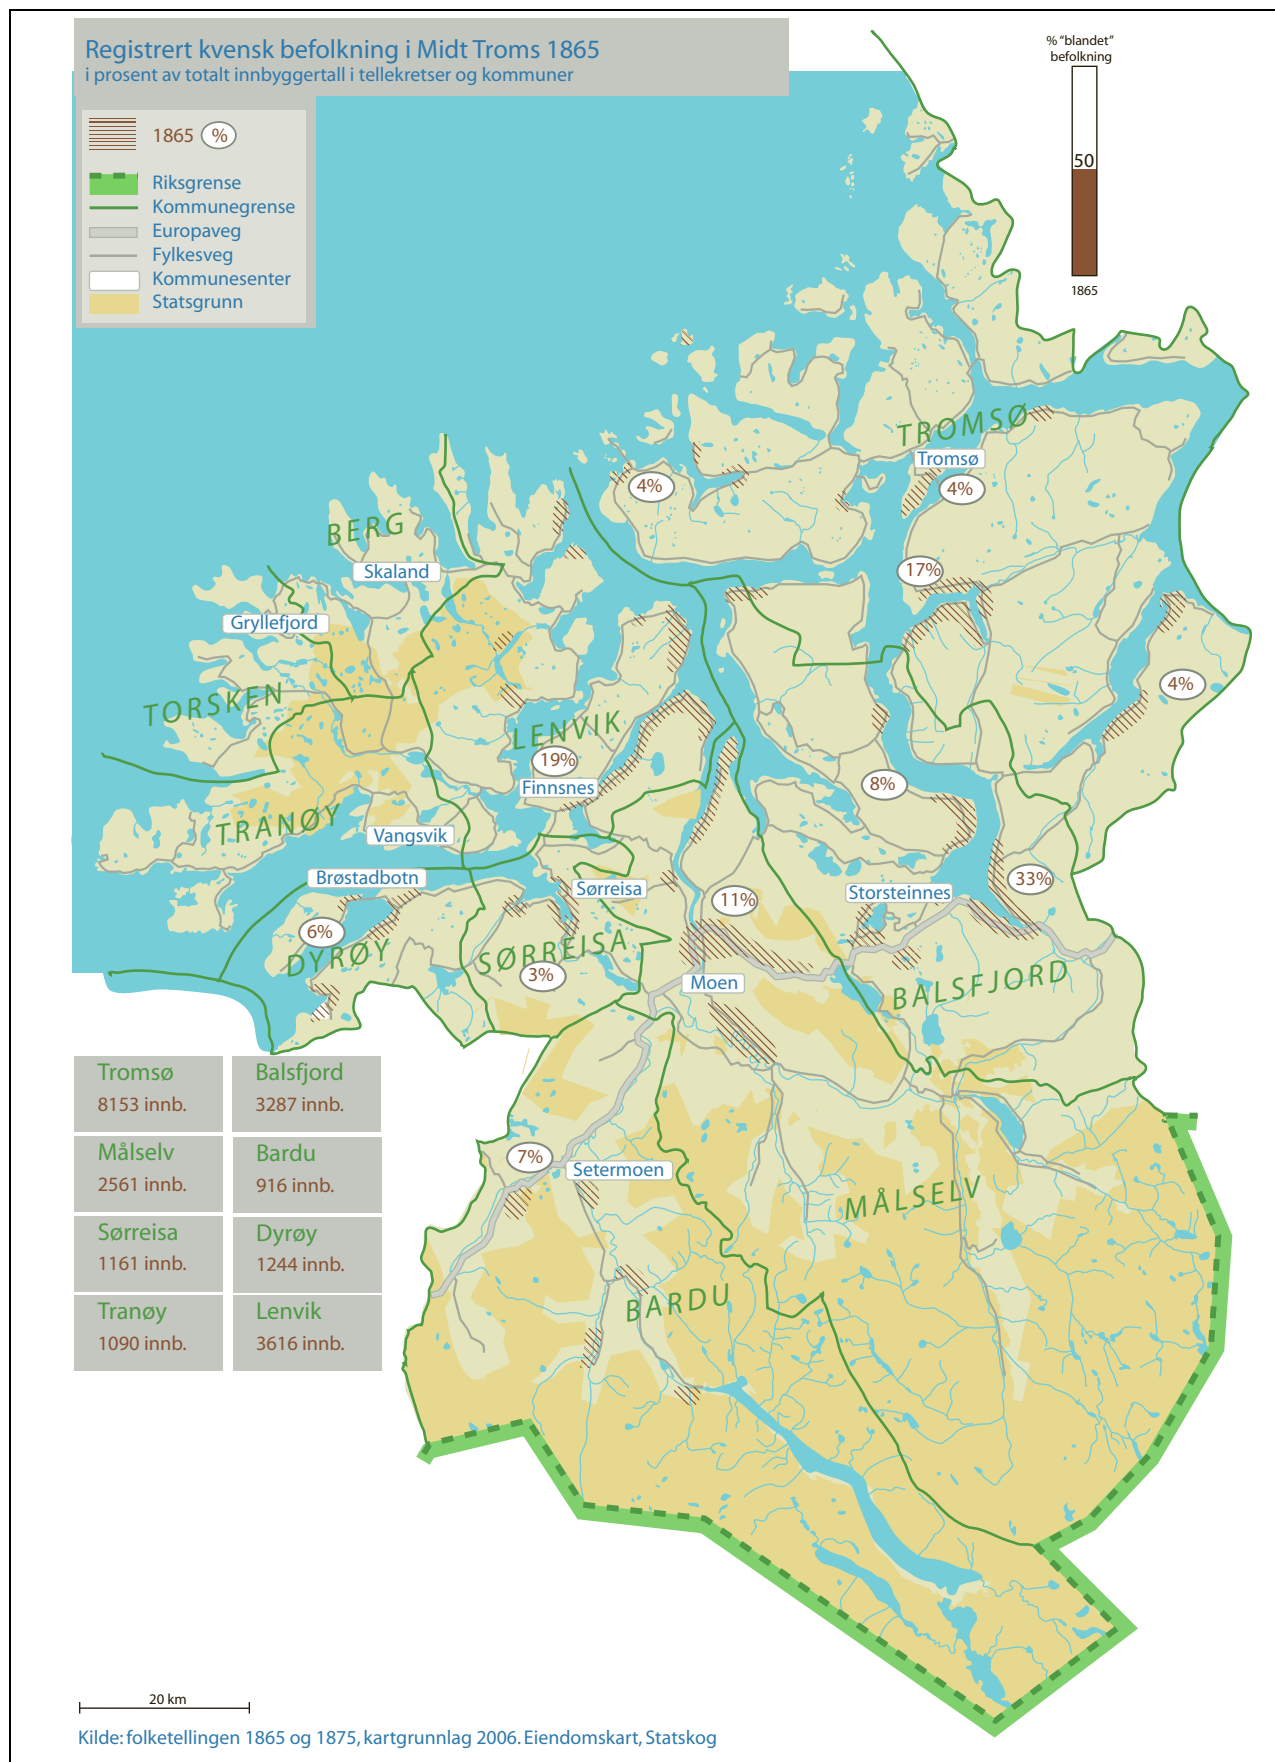 Registrert kvensk befolkning i Midt Troms 1865
i prosent av totalt innbyggertall i tellekretser og kommuner
1865 %
Riksgrense
Kommunegrense
Europaveg
Fylkesveg
Kommunesenter
Statsgrunn
% "blandet"
befolkning
50
1865
TROMSØ
Tromsø
4%
4%
17%
BERG
Skaland
Gryllefjord
TORSKEN
LENVIK
19%
Finnsnes
4%
8%
TRANØY
Vangsvik
Brøstadbotn
Sørreisa
11%
Storsteinnes
33%
6%
DYRØY
SØRREISA
3%
Moen
BALSFJORD
7%
Setermoen
MÅLSELV
BARDU
Tromsø
8153 innb.
Balsfjord
3287 innb.
Målselv
2561 innb.
Bardu
916 innb.
Sørreisa
1161 innb.
Dyrøy
1244 innb.
Tranøy
1090 innb.
Lenvik
3616 innb.
20 km
Kilde: folketellingen 1865 og 1875, kartgrunnlag 2006. Eiendomskart, Statskog